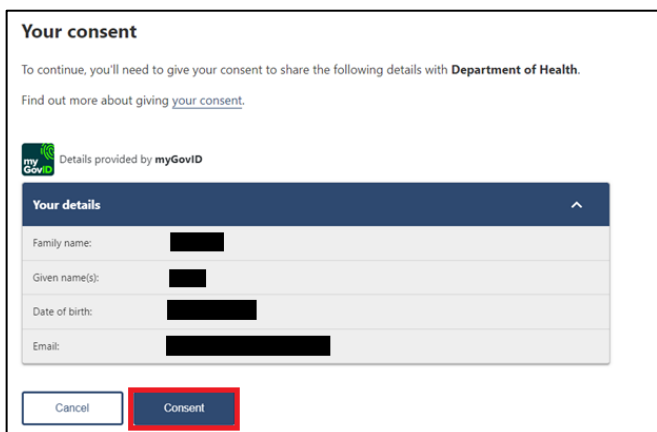 Your consent
To continue, you'll need to give your consent to share the following details with Department of Health.
Find out more about giving your consent.
my
GovID
Details provided by myGovID
Your details
Family name:
Given name(s):
Date of birth:
Email:
Cancel
Consent